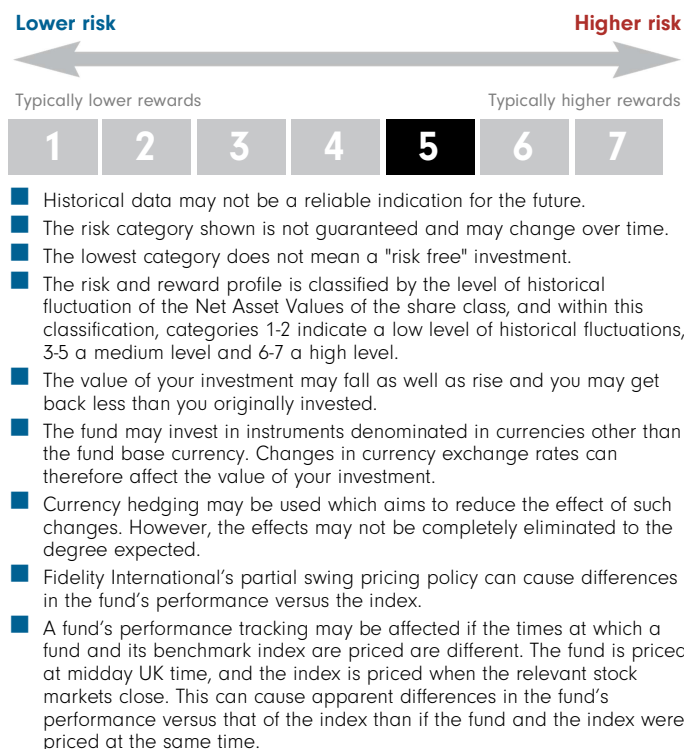 Lower risk Higher risk
Typically lower rewards Typically higher rewards
1 2 3 4 5 6 7
Historical data may not be a reliable indication for the future.
The risk category shown is not guaranteed and may change over time.
The lowest category does not mean a "risk free" investment.
The risk and reward profile is classified by the level of historical
fluctuation of the Net Asset Values of the share class, and within this
classification, categories 1-2 indicate a low level of historical fluctuations,
3-5 a medium level and 6-7 a high level.
The value of your investment may fall as well as rise and you may get
back less than you originally invested.
The fund may invest in instruments denominated in currencies other than
the fund base currency. Changes in currency exchange rates can
therefore affect the value of your investment.
Currency hedging may be used which aims to reduce the effect of such
changes. However, the effects may not be completely eliminated to the
degree expected.
Fidelity International’s partial swing pricing policy can cause differences
in the fund’s performance versus the index.
A fund’s performance tracking may be affected if the times at which a
fund and its benchmark index are priced are different. The fund is priced
at midday UK time, and the index is priced when the relevant stock
markets close. This can cause apparent differences in the fund’s
performance versus that of the index than if the fund and the index were
priced at the same time.